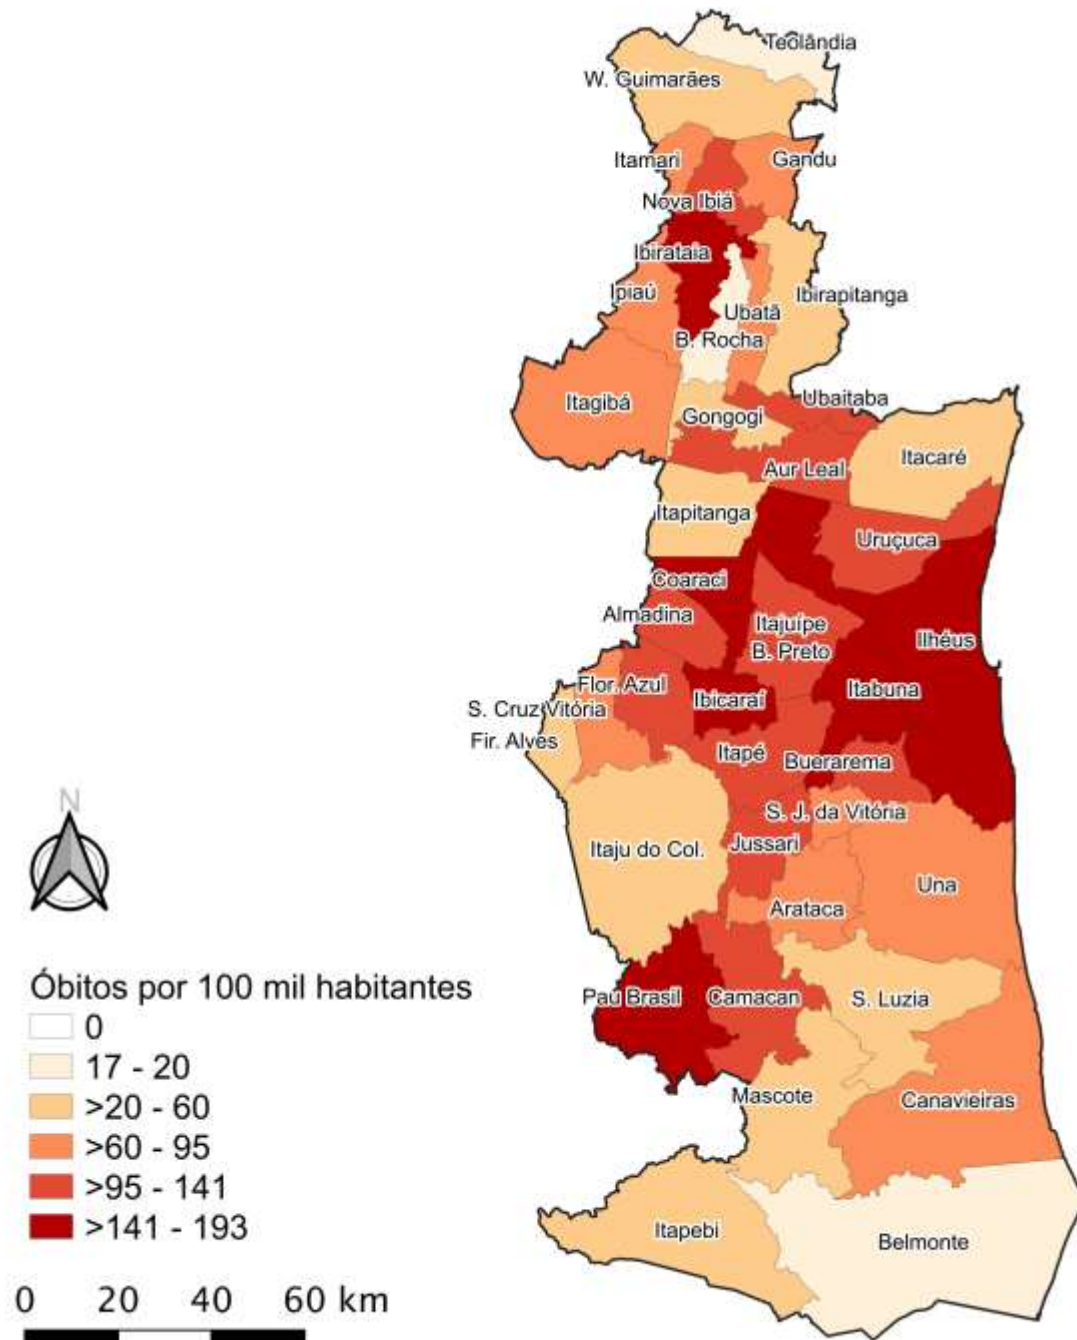 Teolândia
W. Guimarães
Itamari
Gandu
Nova Ibiá
Ibirataia
Ipiaú
Ibirapitanga
Ubatã
B. Rocha
Itagibá
Ubaitaba
Gongogi
Itacaré
Aur Leal
Itapitanga
Uruçuca
Coaraci
Almadina
Itajuípe
Ilhéus
B. Preto
Flor. Azul
Ibicaraí
Itabuna
S. Cruz Vitória
Fir. Alves
Itapé
Buerarema
N
S. J. da Vitória
Itaju do Col.
Jussari
Una
Arataca
Óbitos por 100 mil habitantes
Pau Brasil
Camacan
S. Luzia
0
17 - 20
Mascote
Canavieiras
>20 - 60
>60 - 95
>95 - 141
>141 - 193
Itapebi
Belmonte
0 20 40 60 km